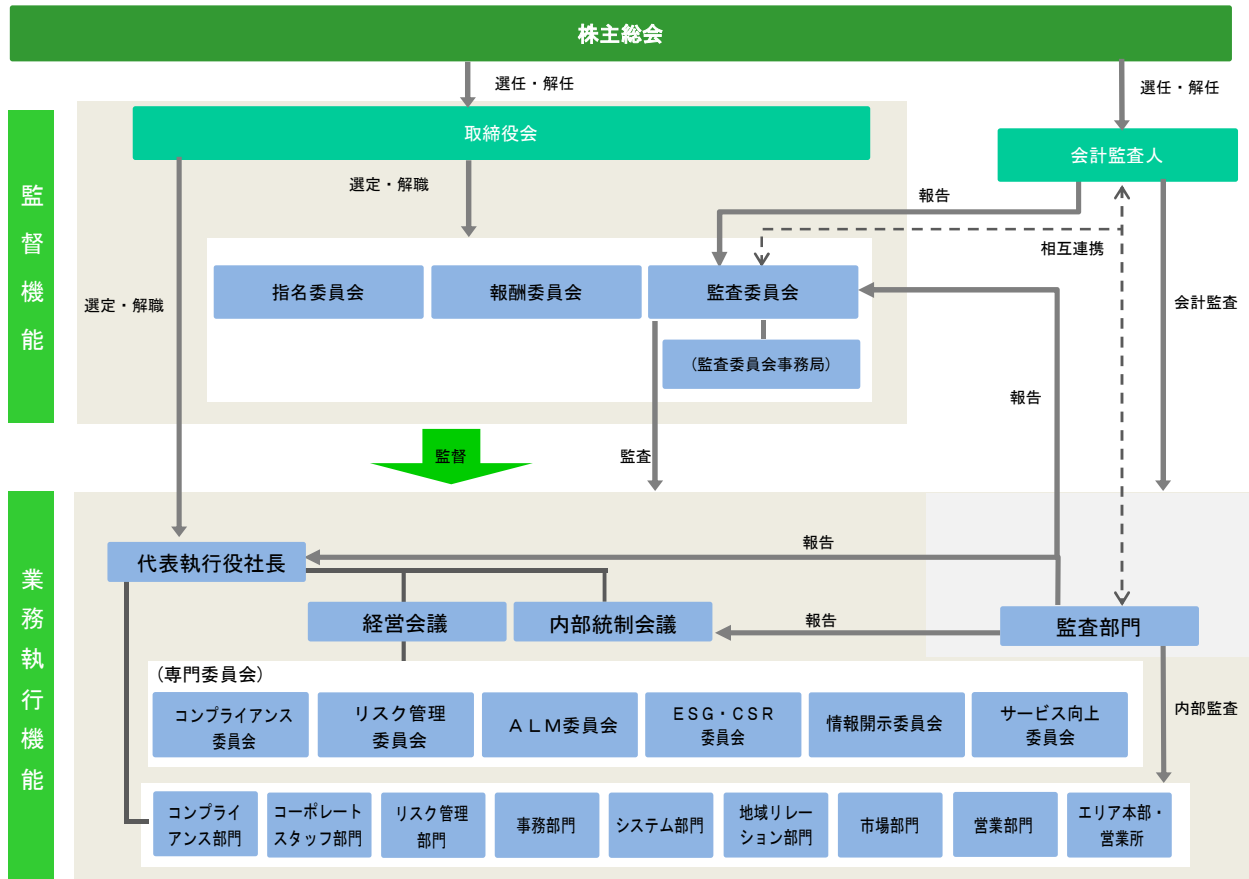 株主総会
選任・解任
選任・解任
監督機能
取締役会
会計監査人
選定・解職
報告
相互連携
選定・解職
指名委員会
報酬委員会
監査委員会
会計監査
(監査委員会事務局)
報告
監督
監査
業務執行機能
代表執行役社長
報告
経営会議
内部統制会議
報告
監査部門
(専門委員会)
コンプライアンス
委員会
リスク管理
委員会
ALM委員会
ESG・CSR
委員会
情報開示委員会
サービス向上
委員会
内部監査
コンプライ
アンス部門
コーポレート
スタッフ部門
リスク管理
部門
事務部門
システム部門
地域リレー
ション部門
市場部門
営業部門
エリア本部・
営業所